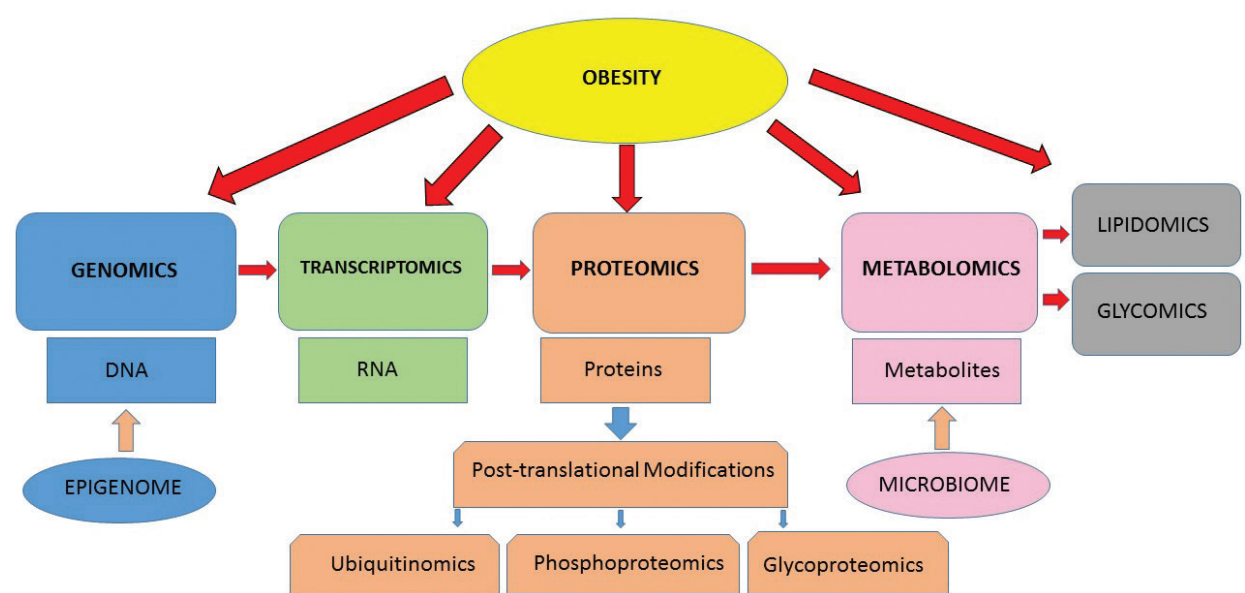 OBESITY
GENOMICS
TRANSCRIPTOMICS
PROTEOMICS
METABOLOMICS
LIPIDOMICS
GLYCOMICS
DNA
RNA
Proteins
Metabolites
EPIGENOME
Post-translational Modifications
MICROBIOME
Ubiquitinomics
Phosphoproteomics
Glycoproteomics